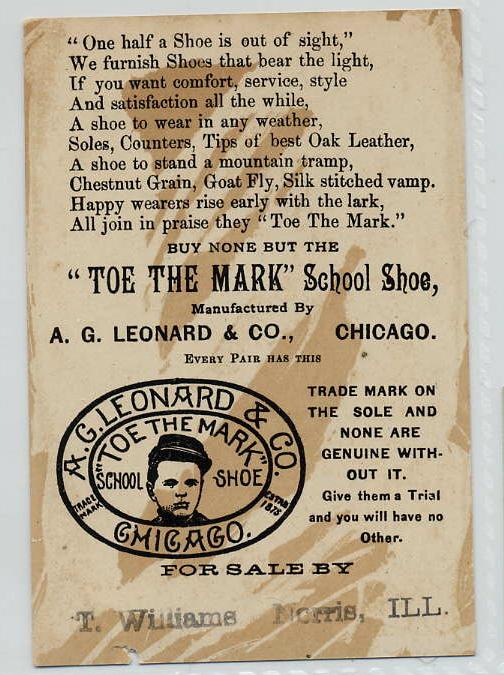 "One half a Shoe is out of sight,"
We furnish Shoes that bear the light,
If you want comfort, service, style
And satisfaction all the while,
A shoe to wear in any weather,
Soles, Counters, Tips of best Oak Leather,
A shoe to stand a mountain tramp,
Chestnut Grain, Goat Fly, Silk stitched vamp.
Happy wearers rise early with the lark,
All join in praise they "Toe The Mark."
BUY NONE BUT THE
"TOE THE MARK" School Shoe,
Manufactured By
A. G. LEONARD & CO., CHICAGO.
EVERY PAIR HAS THIS
A.G. LEONARD & CO.
"TOE THE MARK"
SCHOOL SHOE
TRADE MARK
ESTAB 1875
CHICAGO.
TRADE MARK ON
THE SOLE AND
NONE ARE
GENUINE WITH-
OUT IT.
Give them a Trial
and you will have no
Other.
FOR SALE BY
T. Williams Norris, ILL.